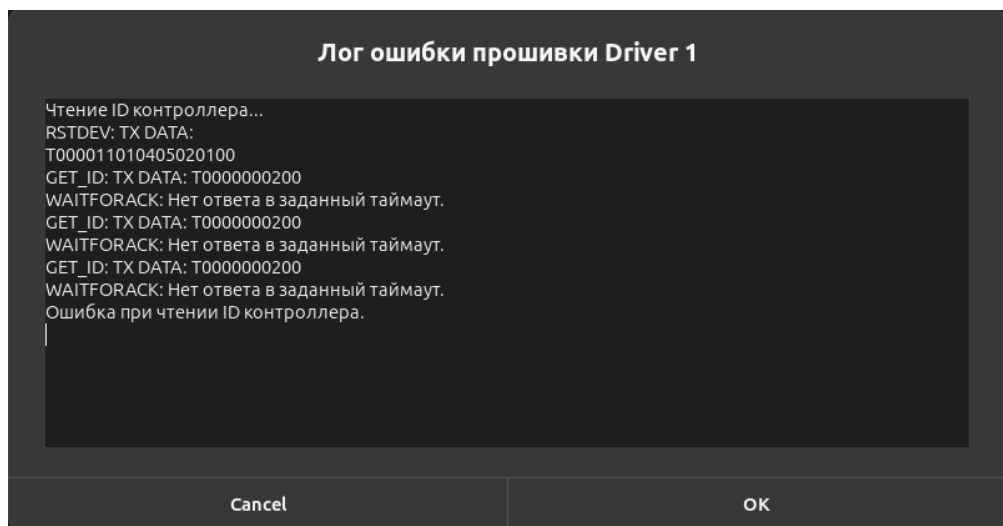 Лог ошибки прошивки Driver 1
Чтение ID контроллера...
RSTDEV: TX DATA:
T000011010405020100
GET_ID: TX DATA: T0000000200
WAITFORACK: Нет ответа в заданный таймаут.
GET_ID: TX DATA: T0000000200
WAITFORACK: Нет ответа в заданный таймаут.
GET_ID: TX DATA: T0000000200
WAITFORACK: Нет ответа в заданный таймаут.
Ошибка при чтении ID контроллера.
Cancel
OK